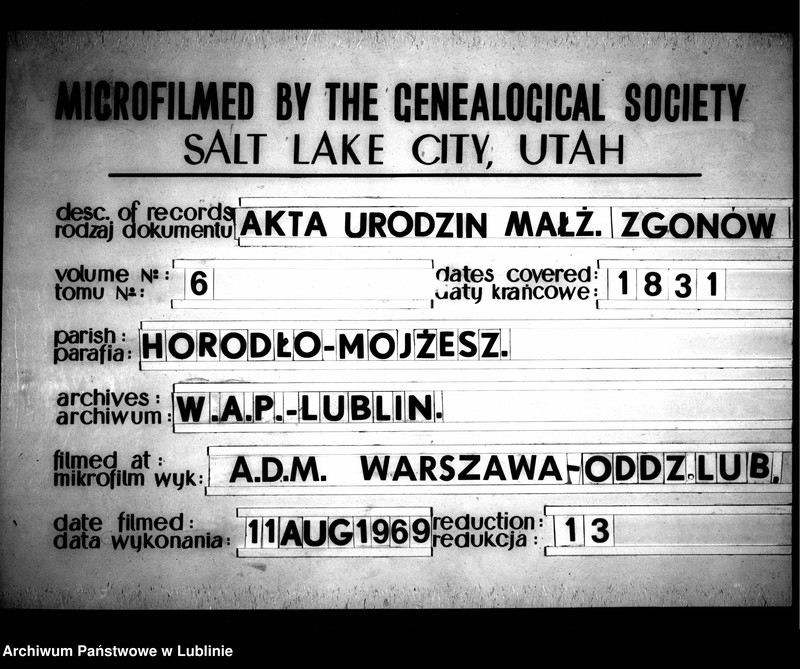 MICROFILMED BY THE GENEALOGICAL SOCIETY
SALT LAKE CITY, UTAH
desc. of records
rodzaj dokumentu AKTA URODZIN MAŁŻ. ZGONÓW
volume Nº: dates covered:
tomu Nº: 6 daty krańcowe: 1831
parish:
parafia: HORODŁO-MOJŻESZ.
archives:
archiwum: W.A.P.-LUBLIN.
filmed at:
mikrofilm wyk: A.D.M. WARSZAWA-ODDZ.LUB.
date filmed: reduction:
data wykonania: 11AUG1969 redukcja: 13
Archiwum Państwowe w Lublinie